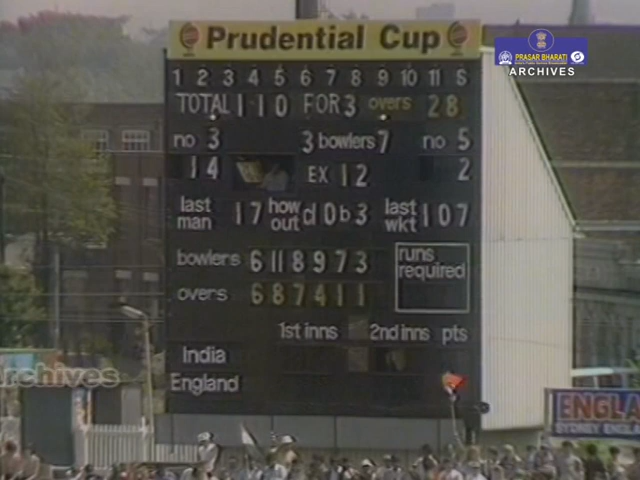 Prudential Cup
1 2 3 4 5 6 7 8 9 10 11 S
TOTAL 110 FOR 3 overs 28
no 3 3 bowlers 7 no 5
14 EX 12 2
last man 17 how out c 10 b 3 last wkt 107
bowlers 6 11 8 9 7 3
overs 6 8 7 4 1 1
runs required
1st inns 2nd inns pts
India
England
PRASAR BHARATI
ARCHIVES
Archives
ENGLA
SYDNEY ENGLA